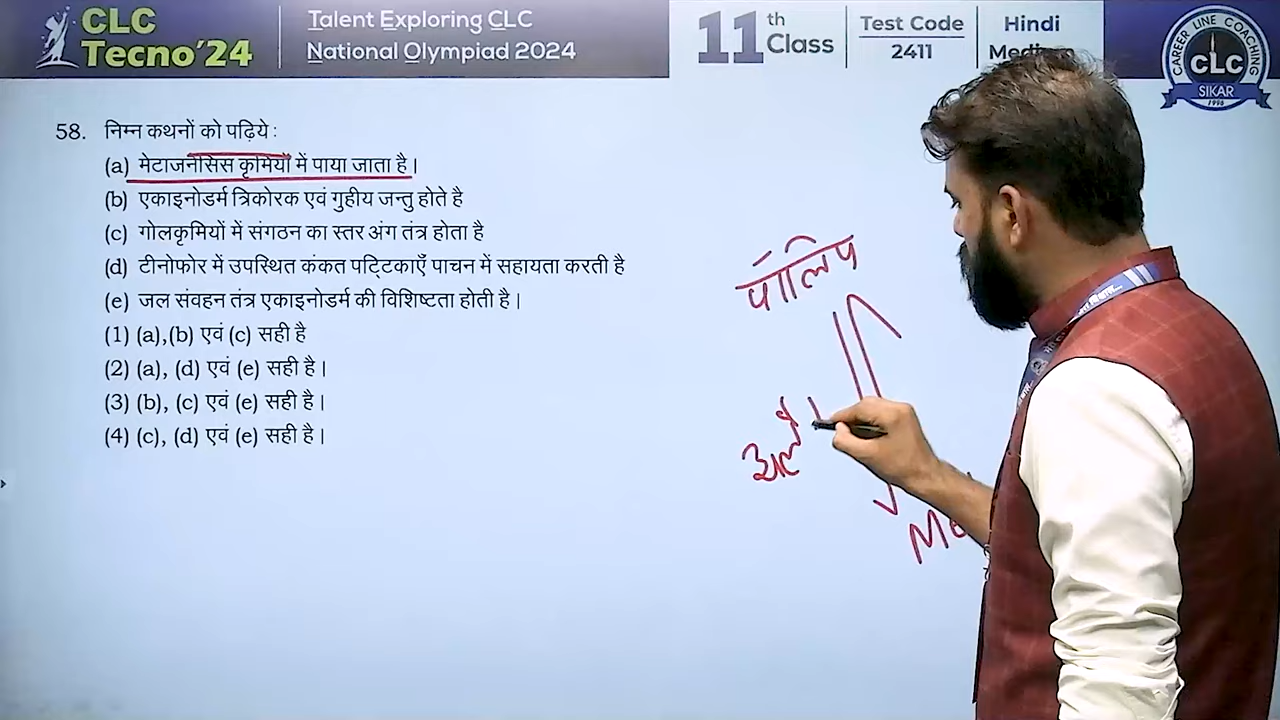 CLC
Tecno'24
Talent Exploring CLC
National Olympiad 2024
11th Class
Test Code
2411
Hindi
CAREER LINE COACHING
CLC
SIKAR
1996
58. निम्न कथनों को पढ़िये :
(a) मेटाजनेसिस कृमियों में पाया जाता है।
(b) एकाइनोडर्म त्रिकोरक एवं गुहीय जन्तु होते है
(c) गोलकृमियों में संगठन का स्तर अंग तंत्र होता है
(d) टीनोफोर में उपस्थित कंकत पट्टिकाएँ पाचन में सहायता करती है
(e) जल संवहन तंत्र एकाइनोडर्म की विशिष्टता होती है।
(1) (a),(b) एवं (c) सही है
(2) (a), (d) एवं (e) सही है।
(3) (b), (c) एवं (e) सही है।
(4) (c), (d) एवं (e) सही है।
पॉलिप